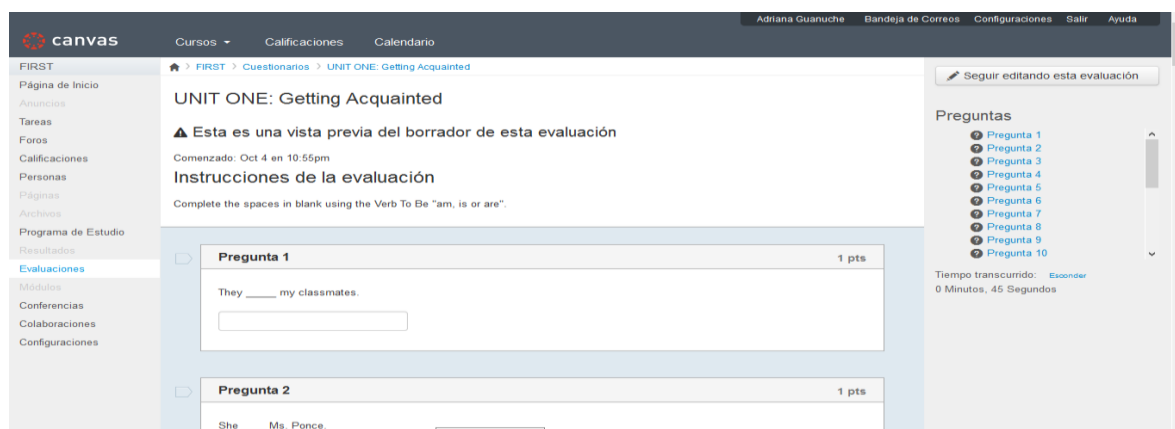 Adriana Guanuche Bandeja de Correos Configuraciones Salir Ayuda
canvas Cursos Calificaciones Calendario
FIRST
Página de Inicio
Anuncios
Tareas
Foros
Calificaciones
Personas
Páginas
Archivos
Programa de Estudio
Resultados
Evaluaciones
Módulos
Conferencias
Colaboraciones
Configuraciones
FIRST > Cuestionarios > UNIT ONE: Getting Acquainted
UNIT ONE: Getting Acquainted
Esta es una vista previa del borrador de esta evaluación
Comenzado: Oct 4 en 10:55pm
Instrucciones de la evaluación
Complete the spaces in blank using the Verb To Be "am, is or are".
Pregunta 1 1 pts
They _____ my classmates.
Pregunta 2 1 pts
She _____ Ms. Ponce.
Seguir editando esta evaluación
Preguntas
Pregunta 1
Pregunta 2
Pregunta 3
Pregunta 4
Pregunta 5
Pregunta 6
Pregunta 7
Pregunta 8
Pregunta 9
Pregunta 10
Tiempo transcurrido: Esconder
0 Minutos, 45 Segundos